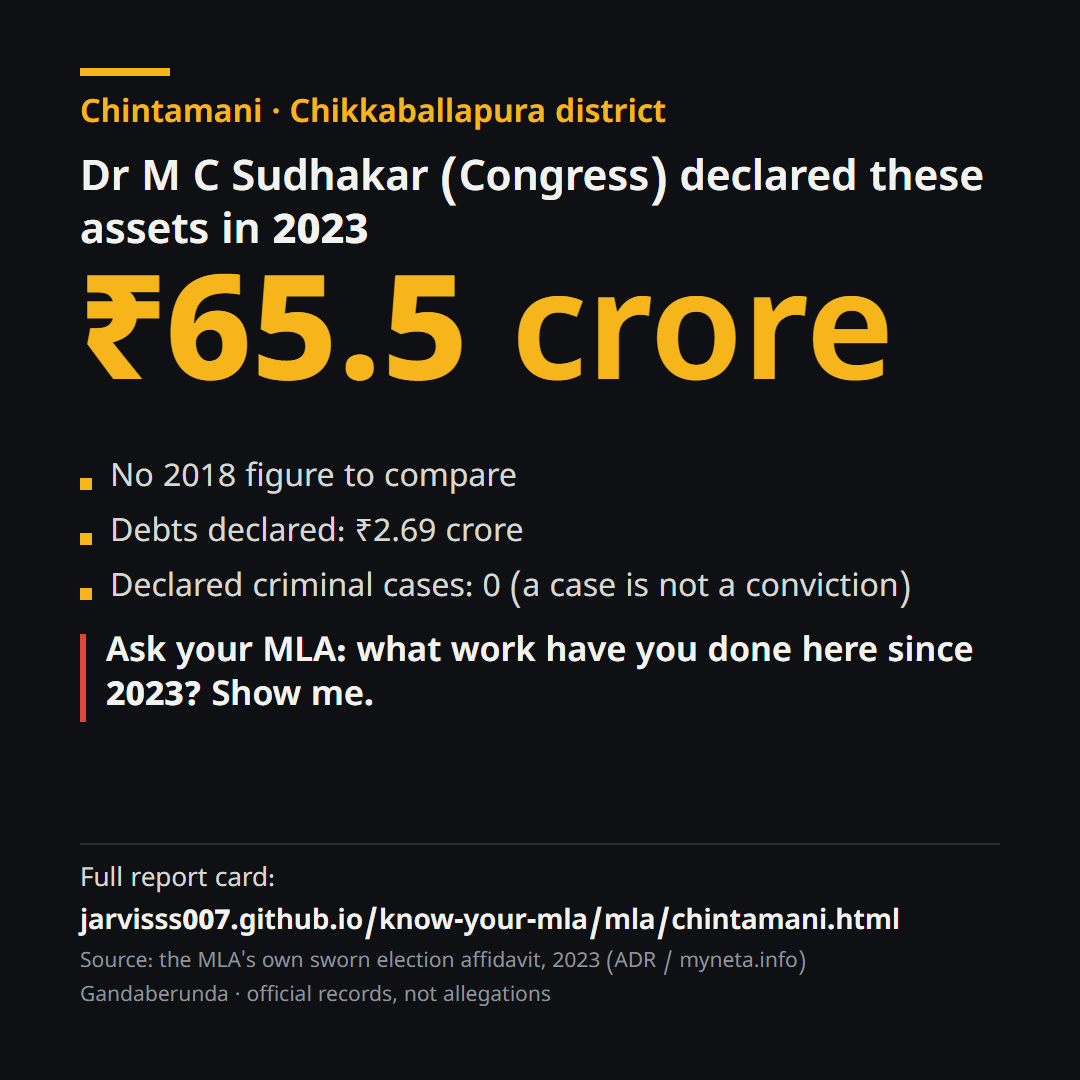 Chintamani · Chikkaballapura district
Dr M C Sudhakar (Congress) declared these
assets in 2023
₹65.5 crore
No 2018 figure to compare
Debts declared: ₹2.69 crore
Declared criminal cases: 0 (a case is not a conviction)
Ask your MLA: what work have you done here since
2023? Show me.
Full report card:
jarvisss007.github.io/know-your-mla/mla/chintamani.html
Source: the MLA's own sworn election affidavit, 2023 (ADR / myneta.info)
Gandaberunda · official records, not allegations